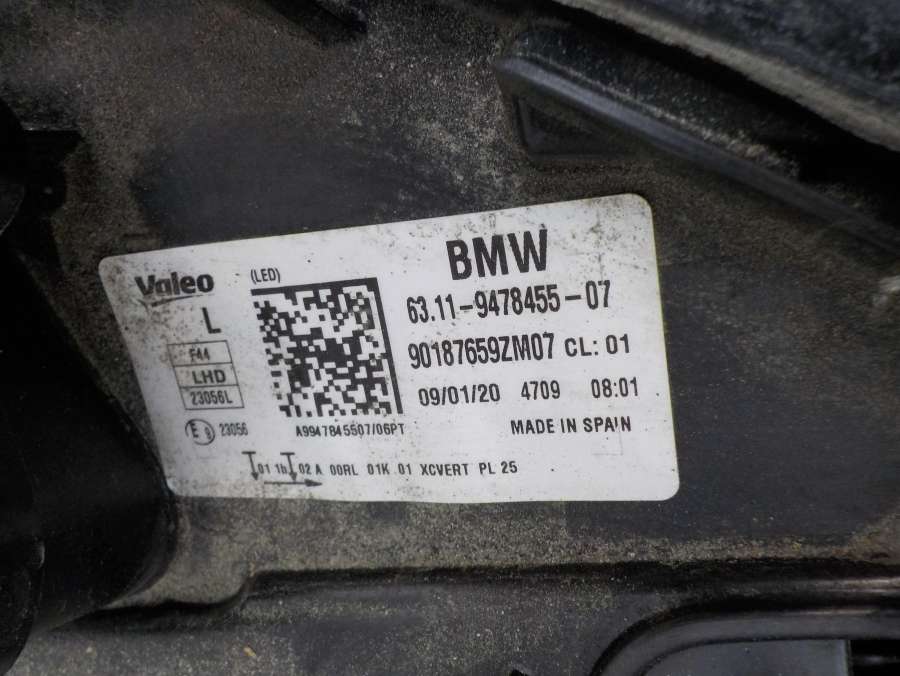 Valeo (LED)
BMW
L
63.11-9478455-07
F44
LHD
23056L
90187659ZM07 CL: 01
09/01/20 4709 08:01
E9 23056
A9947845507/06PT
MADE IN SPAIN
01 1h 02 A 00RL 01K 01 XCVERT PL 25